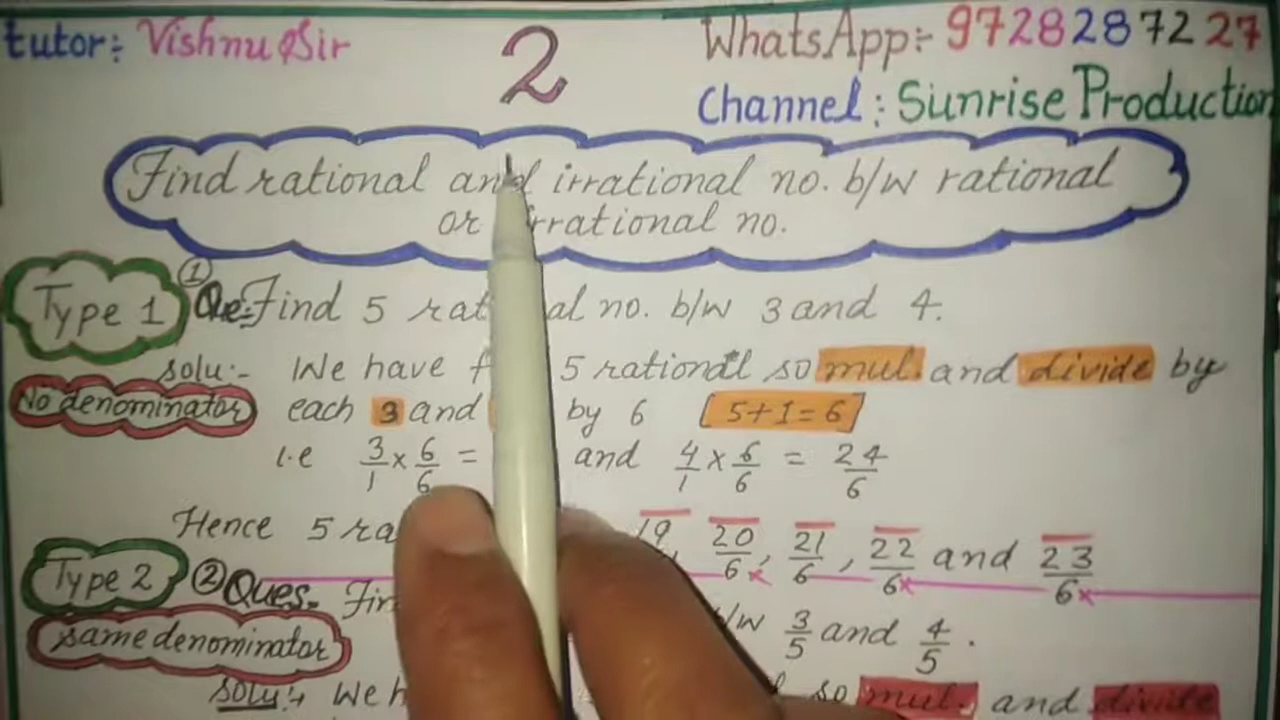 tutor:- Vishnu Sir
2
WhatsApp:- 9728287227
Channel: Sunrise Production
Find rational and irrational no. b/w rational
or irrational no.
Type 1
① Que:- Find 5 rational no. b/w 3 and 4.
solu:- We have 5 rational so mul. and divide by
No denominator
each 3 and by 6 5+1=6
i.e 3/1 × 6/6 = and 4/1 × 6/6 = 24/6
Hence 5 19 20/6, 21/6, 22/6 and 23/6
Type 2
② Ques- b/w 3/5 and 4/5.
same denominator
solu:- We so mul. and divide